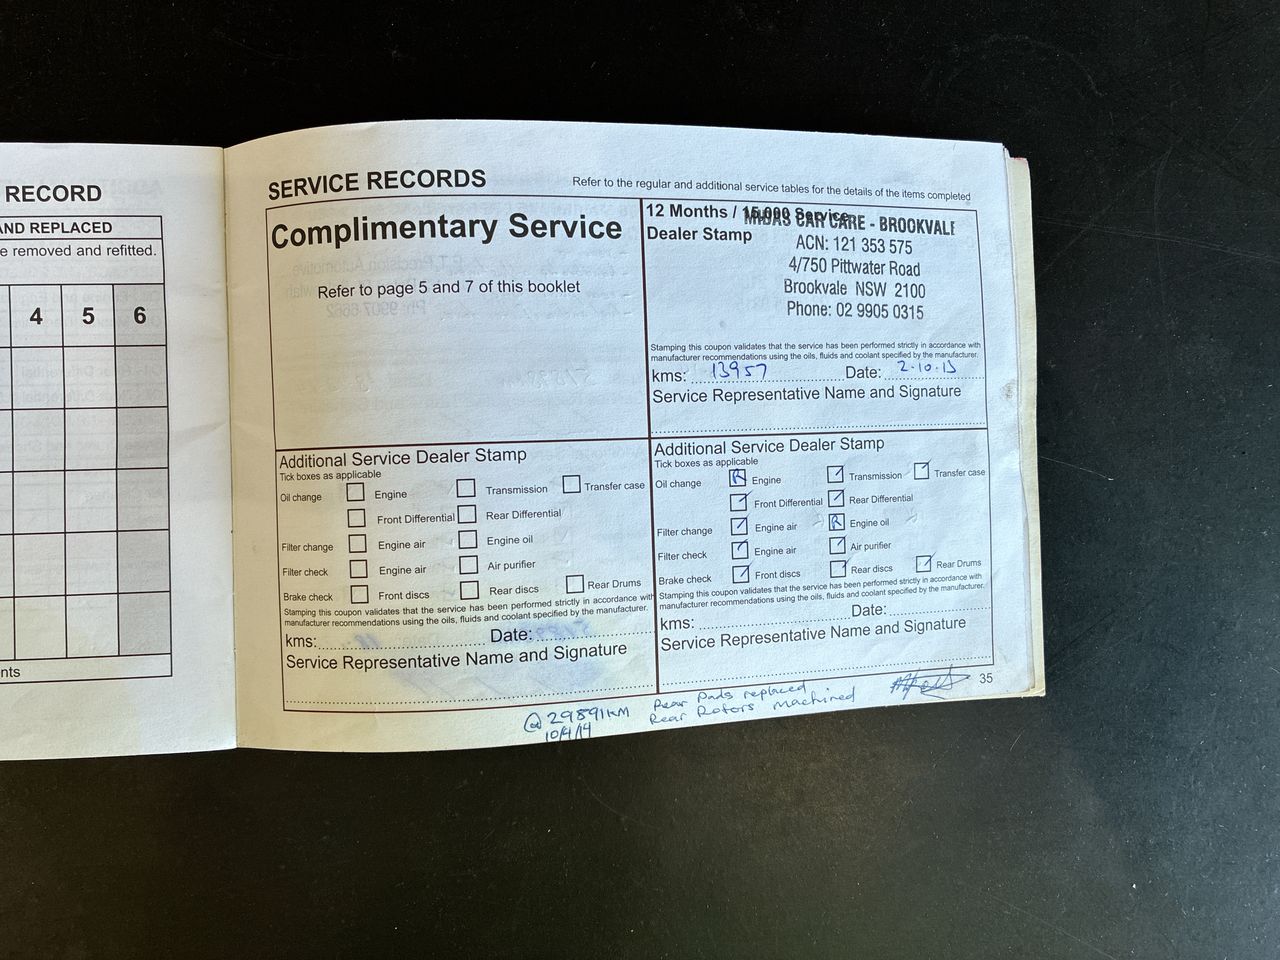 RECORD
AND REPLACED
e removed and refitted.
4 5 6
nts
SERVICE RECORDS
Refer to the regular and additional service tables for the details of the items completed
Complimentary Service
Refer to page 5 and 7 of this booklet
12 Months / 15,000 Service
Dealer Stamp
MIDAS CAR CARE - BROOKVALE
ACN: 121 353 575
4/750 Pittwater Road
Brookvale NSW 2100
Phone: 02 9905 0315
Stamping this coupon validates that the service has been performed strictly in accordance with
manufacturer recommendations using the oils, fluids and coolant specified by the manufacturer.
kms: 13957 Date: 2.10.13
Service Representative Name and Signature
Additional Service Dealer Stamp
Tick boxes as applicable
Oil change Engine Transmission Transfer case
Front Differential Rear Differential
Filter change Engine air Engine oil
Filter check Engine air Air purifier
Brake check Front discs Rear discs Rear Drums
Stamping this coupon validates that the service has been performed strictly in accordance with
manufacturer recommendations using the oils, fluids and coolant specified by the manufacturer.
kms: Date:
Service Representative Name and Signature
Additional Service Dealer Stamp
Tick boxes as applicable
Oil change R Engine Transmission Transfer case
Front Differential Rear Differential
Filter change Engine air R Engine oil
Filter check Engine air Air purifier
Brake check Front discs Rear discs Rear Drums
Stamping this coupon validates that the service has been performed strictly in accordance with
manufacturer recommendations using the oils, fluids and coolant specified by the manufacturer.
kms: Date:
Service Representative Name and Signature
35
@ 29891KM Rear Pads replaced
10/4/14 Rear Rotors machined